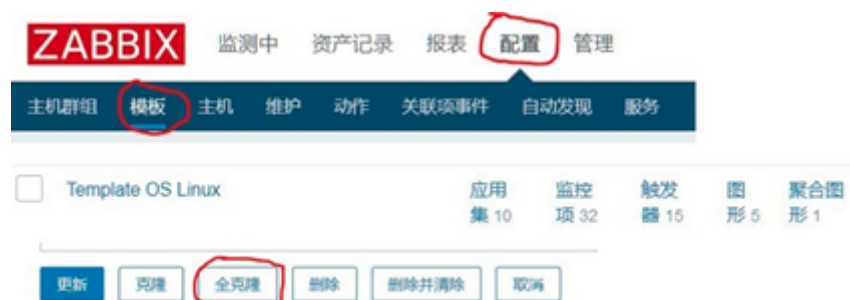 ZABBIX 监测中 资产记录 报表 配置 管理
主机群组 模板 主机 维护 动作 关联项事件 自动发现 服务
Template OS Linux 应用 监控 触发 图 聚合图
集 10 项 32 器 15 形 5 形 1
更新 克隆 全克隆 删除 删除并清除 取消